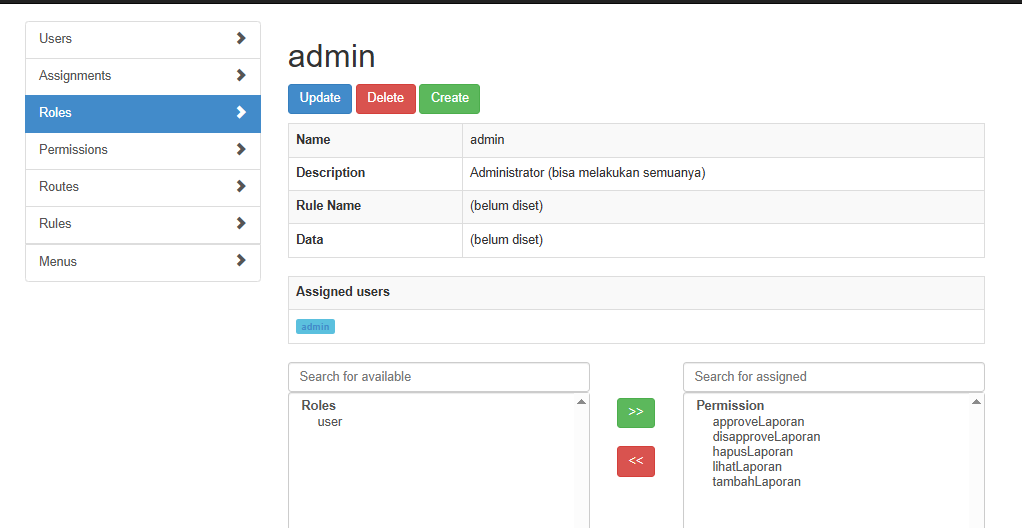 Users
Assignments
Roles
Permissions
Routes
Rules
Menus
admin
Update Delete Create
Name admin
Description Administrator (bisa melakukan semuanya)
Rule Name (belum diset)
Data (belum diset)
Assigned users
admin
Search for available
Roles
user
>>
<<
Search for assigned
Permission
approveLaporan
disapproveLaporan
hapusLaporan
lihatLaporan
tambahLaporan